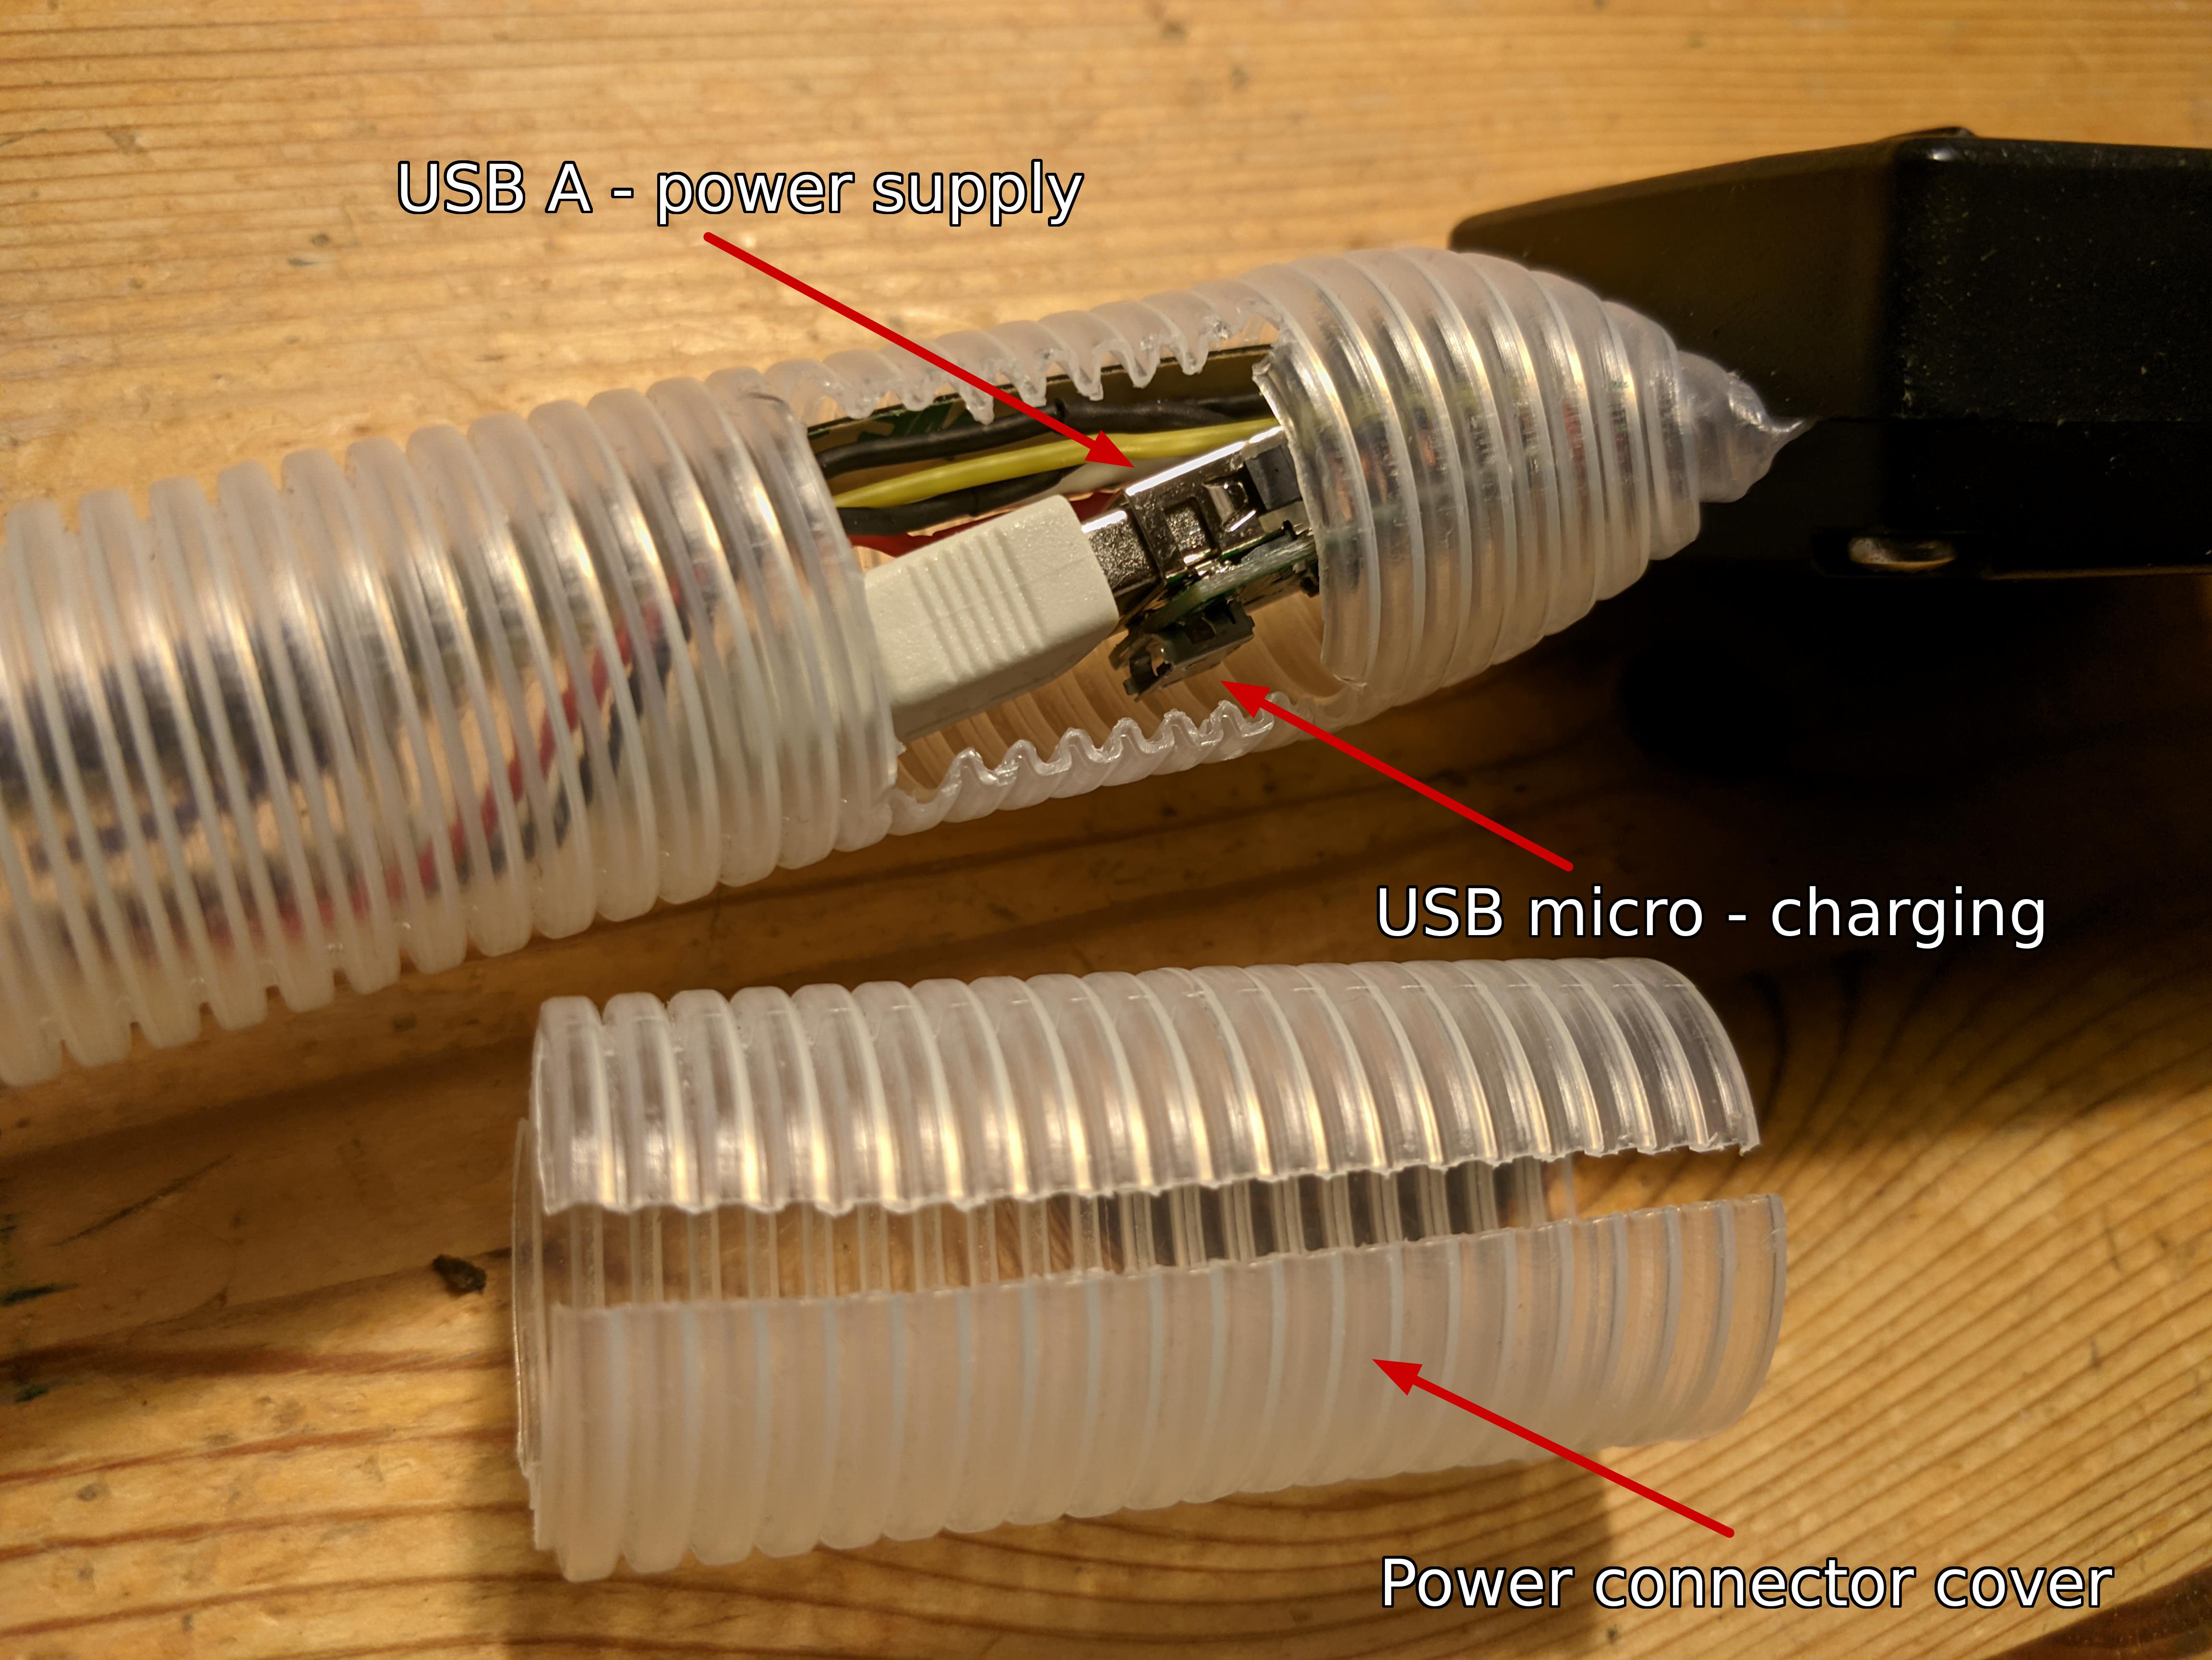 USB A - power supply
USB micro - charging
Power connector cover